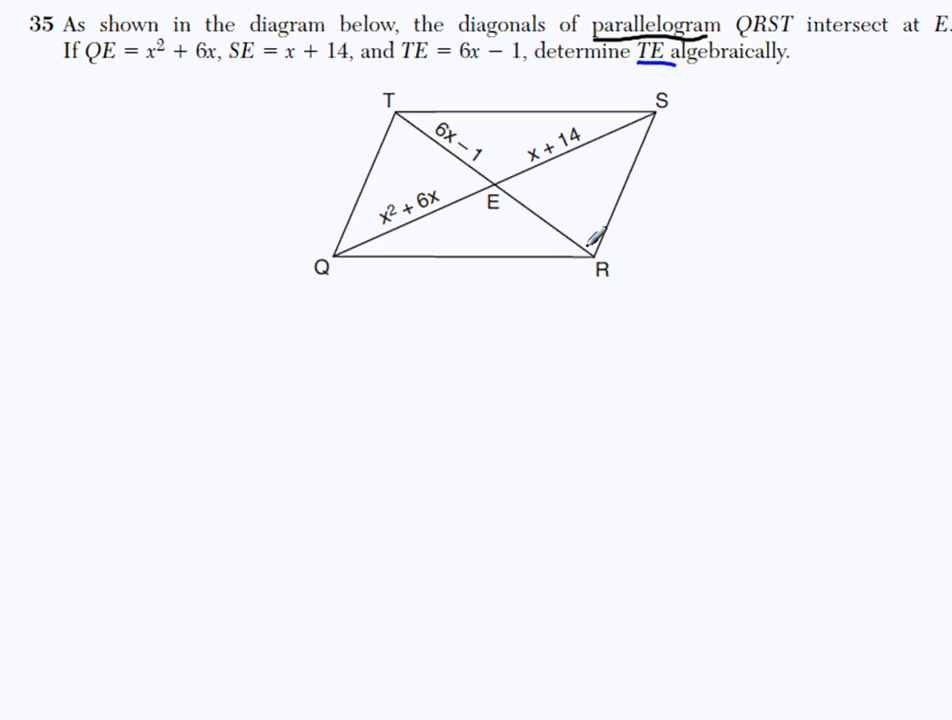 35 As shown in the diagram below, the diagonals of parallelogram QRST intersect at E.
If QE = x² + 6x, SE = x + 14, and TE = 6x − 1, determine TE algebraically.
T
S
6x − 1
x + 14
x² + 6x
E
Q
R